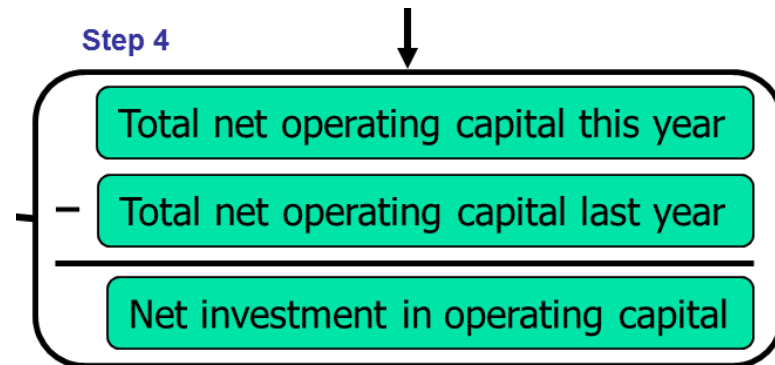 Step 4
Total net operating capital this year
– Total net operating capital last year
Net investment in operating capital